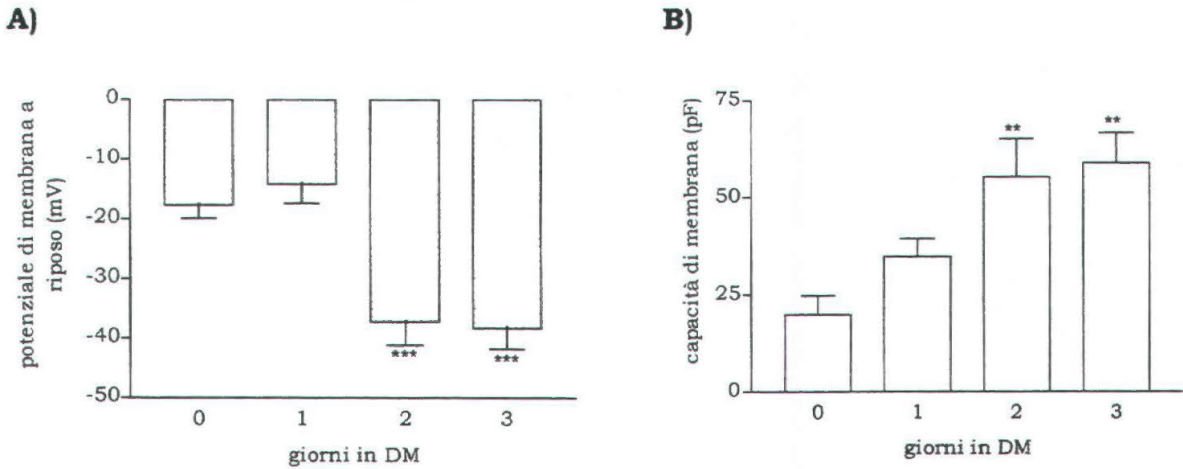 A)
potenziale di membrana a
riposo (mV)
0
-10
-20
-30
-40
-50
***
***
0 1 2 3
giorni in DM
B)
capacità di membrana (pF)
75
50
25
0
**
**
0 1 2 3
giorni in DM